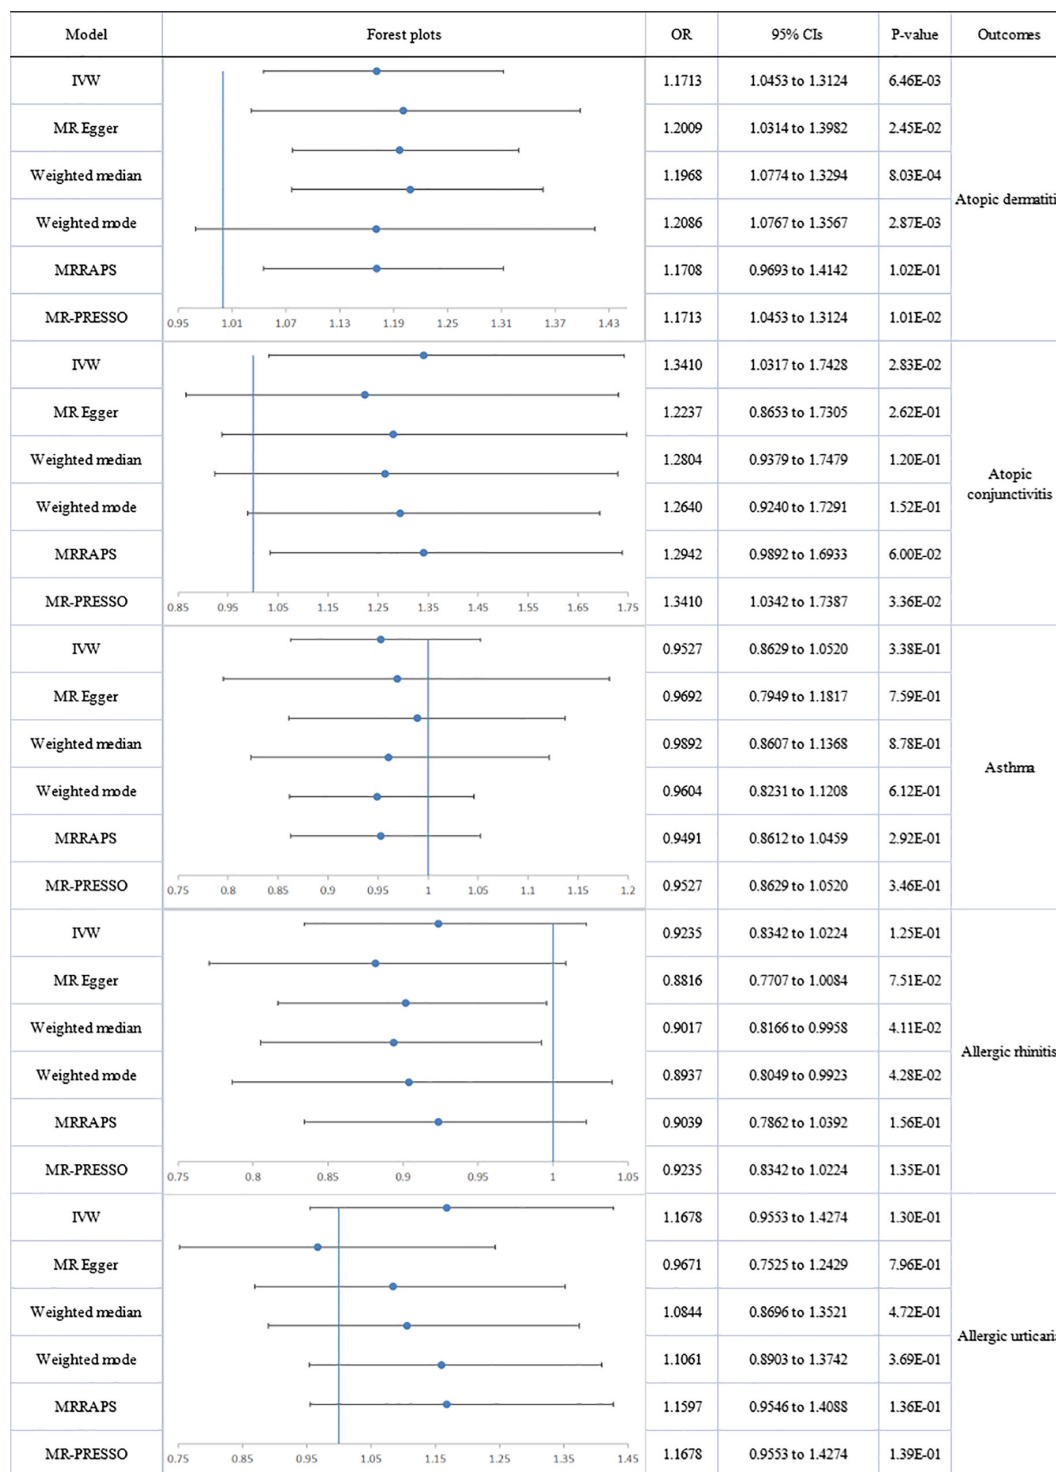 Model Forest plots OR 95% CIs P-value Outcomes
IVW 1.1713 1.0453 to 1.3124 6.46E-03
MR Egger 1.2009 1.0314 to 1.3982 2.45E-02
Weighted median 1.1968 1.0774 to 1.3294 8.03E-04
Atopic dermatiti
Weighted mode 1.2086 1.0767 to 1.3567 2.87E-03
MRRAPS 1.1708 0.9693 to 1.4142 1.02E-01
MR-PRESSO 1.1713 1.0453 to 1.3124 1.01E-02
0.95 1.01 1.07 1.13 1.19 1.25 1.31 1.37 1.43
IVW 1.3410 1.0317 to 1.7428 2.83E-02
MR Egger 1.2237 0.8653 to 1.7305 2.62E-01
Weighted median 1.2804 0.9379 to 1.7479 1.20E-01
Atopic
conjunctivitis
Weighted mode 1.2640 0.9240 to 1.7291 1.52E-01
MRRAPS 1.2942 0.9892 to 1.6933 6.00E-02
MR-PRESSO 1.3410 1.0342 to 1.7387 3.36E-02
0.85 0.95 1.05 1.15 1.25 1.35 1.45 1.55 1.65 1.75
IVW 0.9527 0.8629 to 1.0520 3.38E-01
MR Egger 0.9692 0.7949 to 1.1817 7.59E-01
Weighted median 0.9892 0.8607 to 1.1368 8.78E-01
Asthma
Weighted mode 0.9604 0.8231 to 1.1208 6.12E-01
MRRAPS 0.9491 0.8612 to 1.0459 2.92E-01
MR-PRESSO 0.9527 0.8629 to 1.0520 3.46E-01
0.75 0.8 0.85 0.9 0.95 1 1.05 1.1 1.15 1.2
IVW 0.9235 0.8342 to 1.0224 1.25E-01
MR Egger 0.8816 0.7707 to 1.0084 7.51E-02
Weighted median 0.9017 0.8166 to 0.9958 4.11E-02
Allergic rhinitis
Weighted mode 0.8937 0.8049 to 0.9923 4.28E-02
MRRAPS 0.9039 0.7862 to 1.0392 1.56E-01
MR-PRESSO 0.9235 0.8342 to 1.0224 1.35E-01
0.75 0.8 0.85 0.9 0.95 1 1.05
IVW 1.1678 0.9553 to 1.4274 1.30E-01
MR Egger 0.9671 0.7525 to 1.2429 7.96E-01
Weighted median 1.0844 0.8696 to 1.3521 4.72E-01
Allergic urticaris
Weighted mode 1.1061 0.8903 to 1.3742 3.69E-01
MRRAPS 1.1597 0.9546 to 1.4088 1.36E-01
MR-PRESSO 1.1678 0.9553 to 1.4274 1.39E-01
0.75 0.85 0.95 1.05 1.15 1.25 1.35 1.45